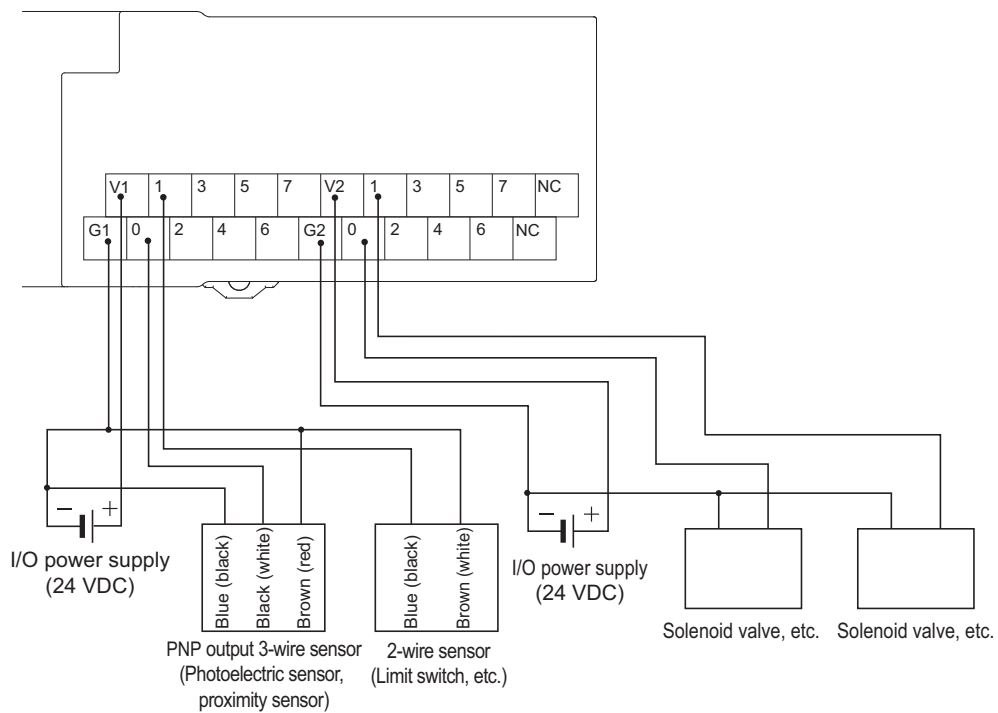 V1 1 3 5 7 V2 1 3 5 7 NC
G1 0 2 4 6 G2 0 2 4 6 NC
− +
I/O power supply
(24 VDC)
Blue (black)
Black (white)
Brown (red)
PNP output 3-wire sensor
(Photoelectric sensor,
proximity sensor)
Blue (black)
Brown (white)
2-wire sensor
(Limit switch, etc.)
− +
I/O power supply
(24 VDC)
Solenoid valve, etc.
Solenoid valve, etc.